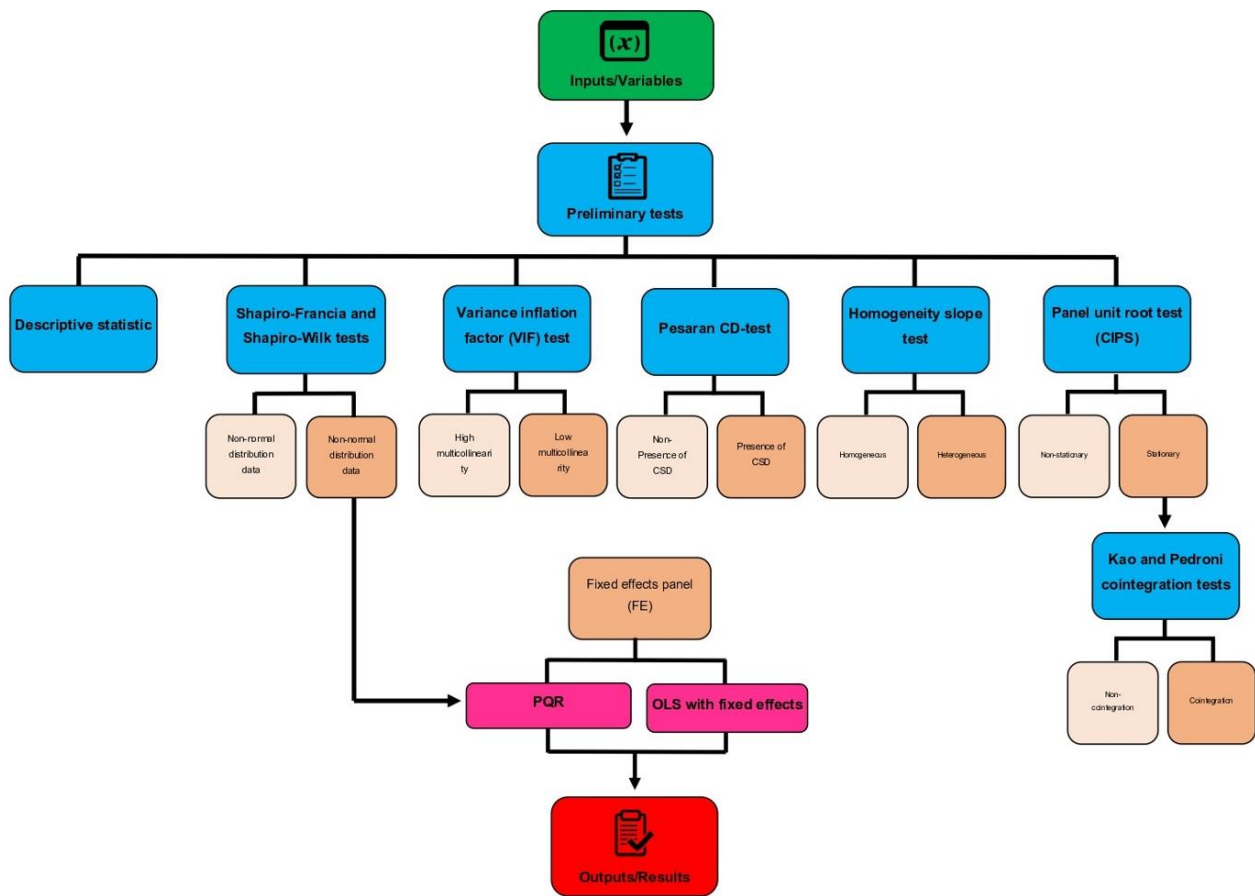 (x)
Inputs/Variables
Preliminary tests
Descriptive statistic
Shapiro-Francia and
Shapiro-Wilk tests
Variance inflation
factor (VIF) test
Pesaran CD-test
Homogeneity slope
test
Panel unit root test
(CIPS)
Non-normal
distribution
data
Non-normal
distribution
data
High
multicollineari
ty
Low
multicollinea
rity
Non-
Presence of
CSD
Presence of
CSD
Homogeneous
Heterogeneous
Non-stationary
Stationary
Kao and Pedroni
cointegration tests
Non-
cointegration
Cointegration
Fixed effects panel
(FE)
PQR
OLS with fixed effects
Outputs/Results